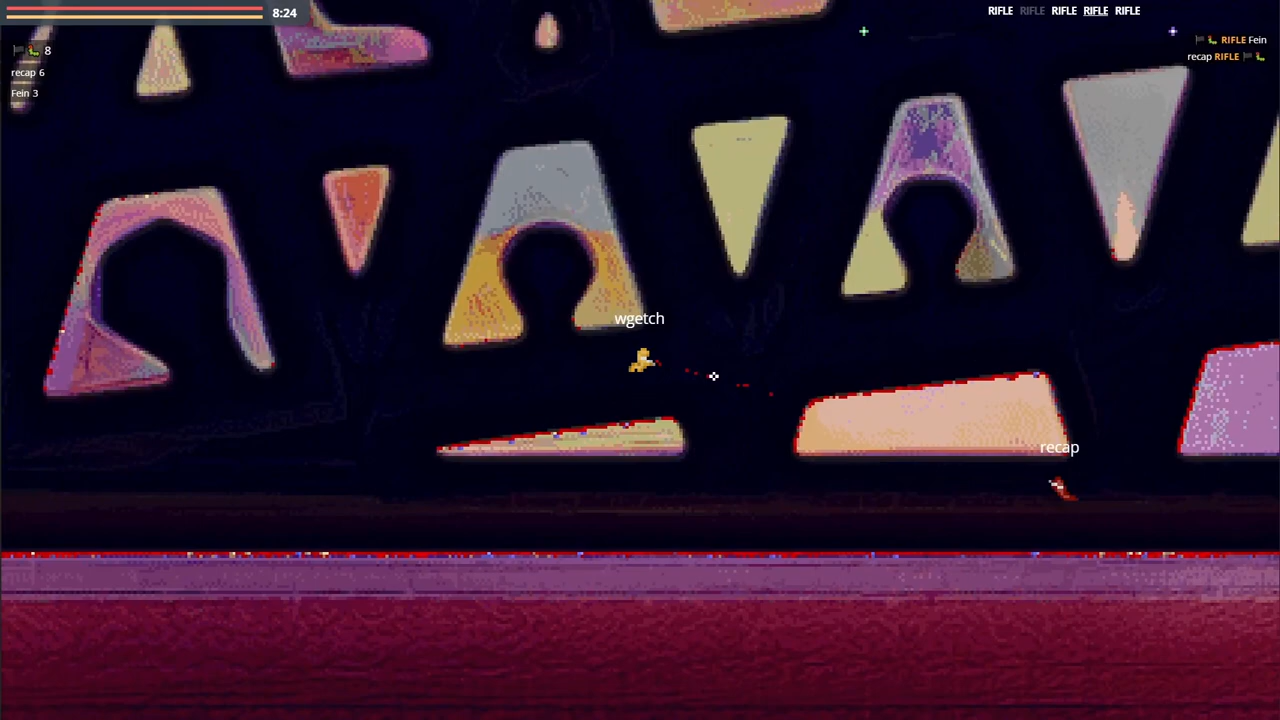 8:24
RIFLE RIFLE RIFLE RIFLE RIFLE
8
recap 6
Fein 3
RIFLE Fein
recap RIFLE
wgetch
recap